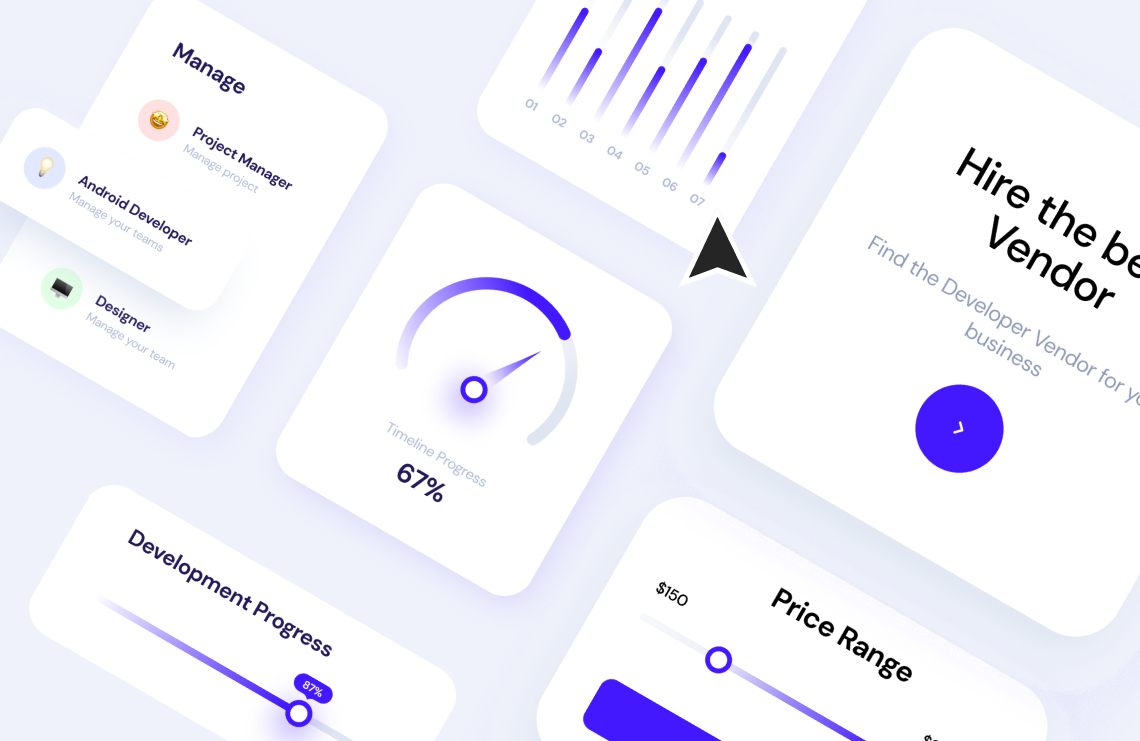 Manage
Project Manager
Manage project
Android Developer
Manage your teams
Designer
Manage your team
01 02 03 04 05 06 07
Timeline Progress
67%
Hire the be
Vendor
Find the Developer Vendor for yo
business
Development Progress
87%
Price Range
$150